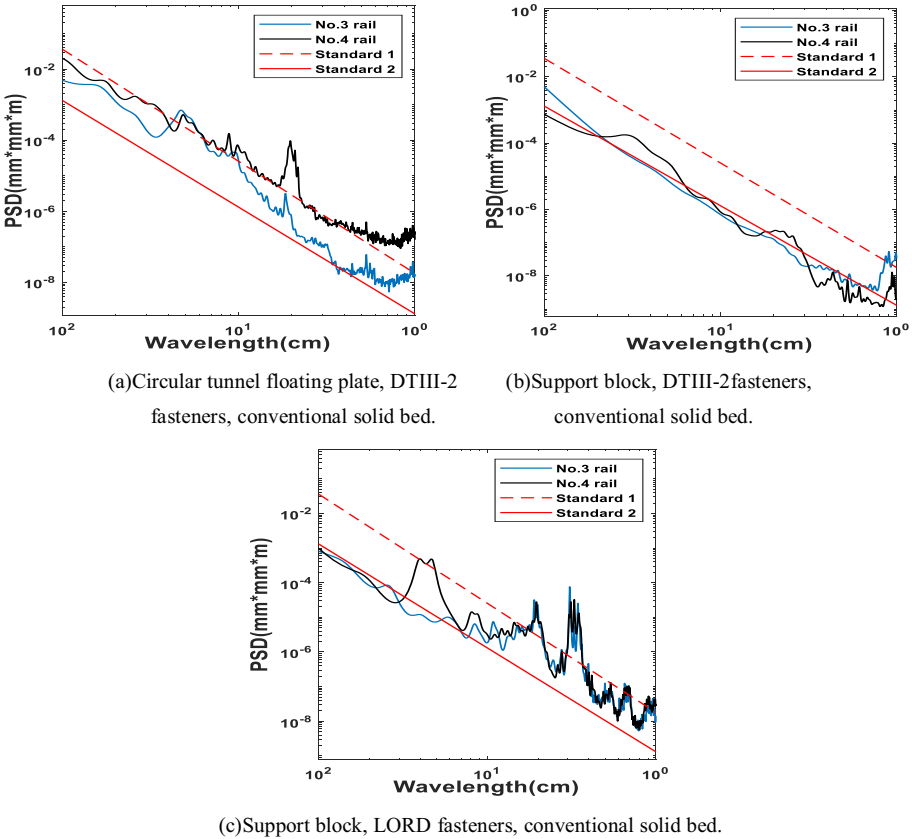 No.3 rail
No.4 rail
Standard 1
Standard 2
PSD(mm*mm*m)
10^-2
10^-4
10^-6
10^-8
10^2
10^1
10^0
Wavelength(cm)
(a)Circular tunnel floating plate, DTIII-2
fasteners, conventional solid bed.
No.3 rail
No.4 rail
Standard 1
Standard 2
PSD(mm*mm*m)
10^0
10^-2
10^-4
10^-6
10^-8
10^2
10^1
10^0
Wavelength(cm)
(b)Support block, DTIII-2fasteners,
conventional solid bed.
No.3 rail
No.4 rail
Standard 1
Standard 2
PSD(mm*mm*m)
10^-2
10^-4
10^-6
10^-8
10^2
10^1
10^0
Wavelength(cm)
(c)Support block, LORD fasteners, conventional solid bed.